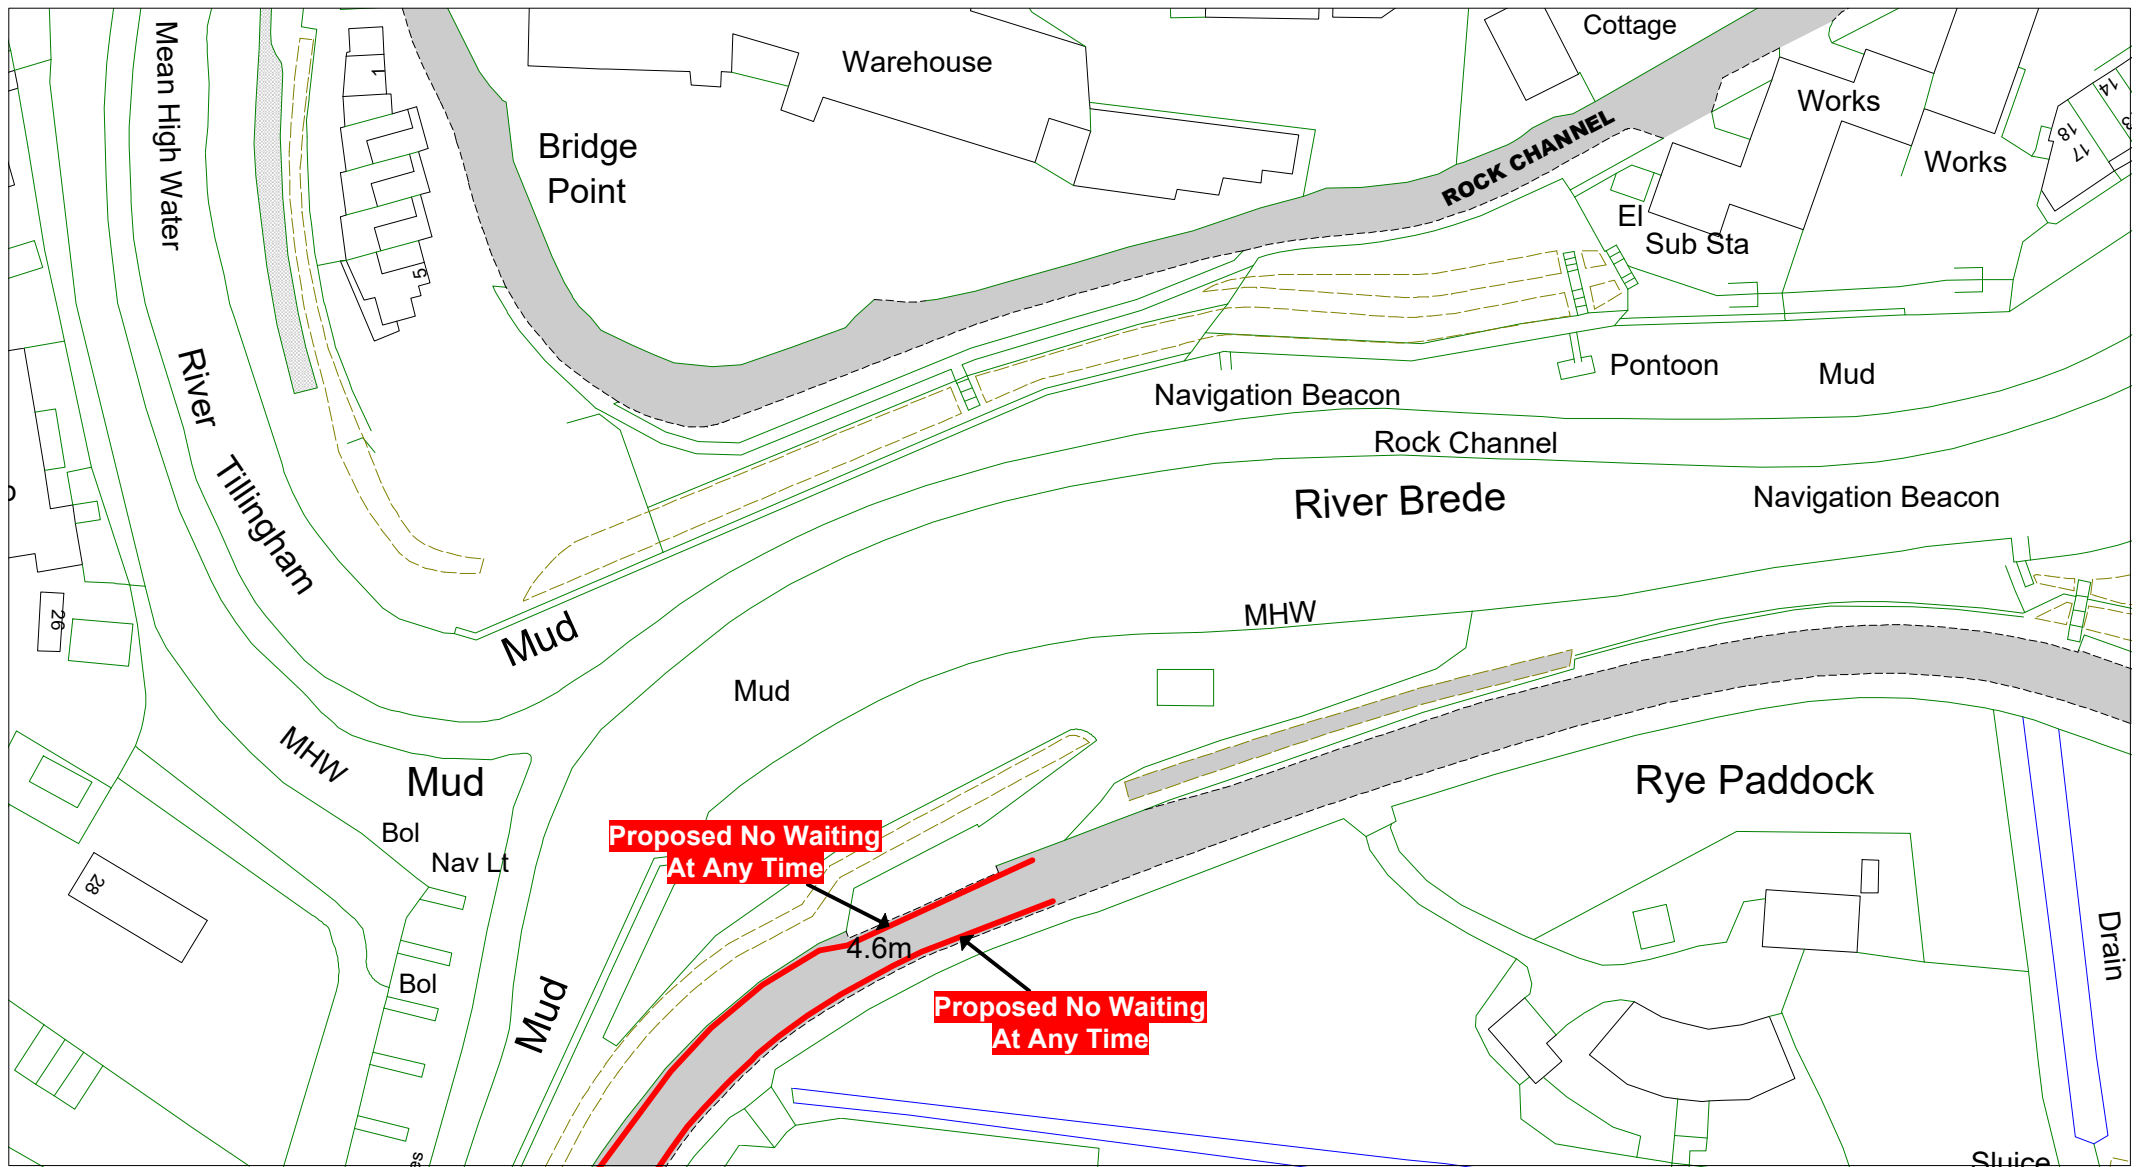 Cottage
Mean High Water
Warehouse
1
Works
14
18
17
Bridge
Point
ROCK CHANNEL
Works
El
Sub Sta
5
River
Tillingham
Pontoon
Mud
Navigation Beacon
Rock Channel
River Brede
Navigation Beacon
26
Mud
MHW
Mud
MHW
Mud
Rye Paddock
Bol
Nav Lt
Proposed No Waiting
At Any Time
28
4.6m
Drain
Bol
Mud
Proposed No Waiting
At Any Time
Sluice